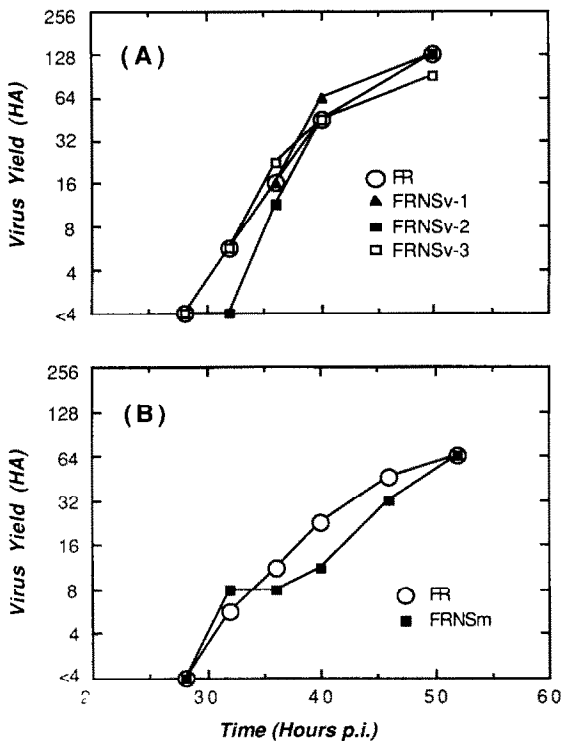 256
128
64
32
16
8
4
<4
Virus Yield (HA)
(A)
FR
FRNSv-1
FRNSv-2
FRNSv-3
256
128
64
32
16
8
4
<4
Virus Yield (HA)
(B)
FR
FRNSm
2 30 40 50 60
Time (Hours p.i.)